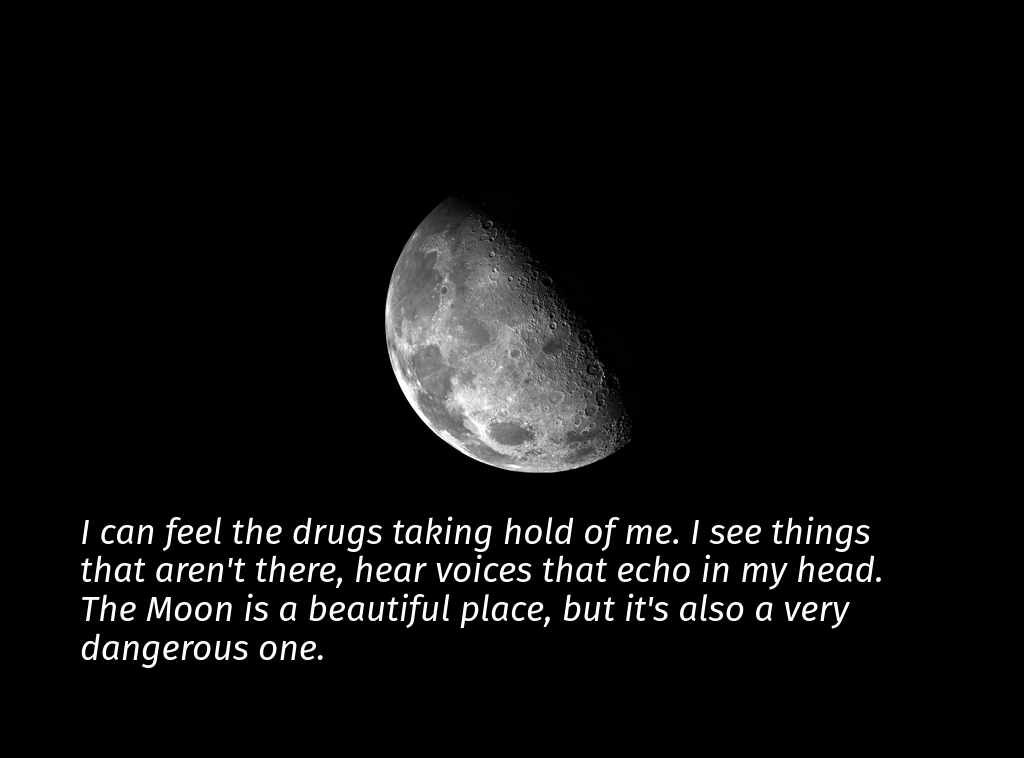 I can feel the drugs taking hold of me. I see things
that aren't there, hear voices that echo in my head.
The Moon is a beautiful place, but it's also a very
dangerous one.